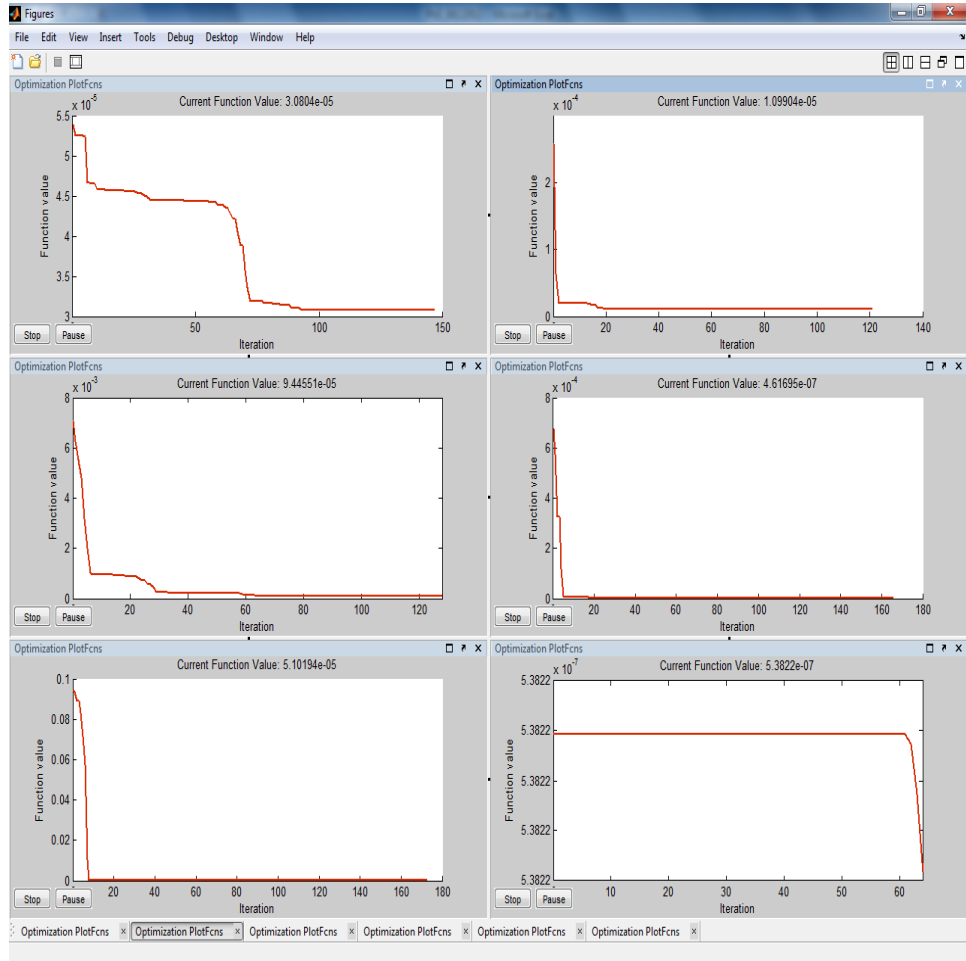 Figures
File Edit View Insert Tools Debug Desktop Window Help
Optimization PlotFcns
Current Function Value: 3.0804e-05
x 10^-5
5.5
5
4.5
4
3.5
3
Function value
50 100 150
Iteration
Stop Pause
Optimization PlotFcns
Current Function Value: 1.09904e-05
x 10^-4
2
1
0
Function value
20 40 60 80 100 120 140
Iteration
Stop Pause
Optimization PlotFcns
Current Function Value: 9.44551e-05
x 10^-3
8
6
4
2
0
Function value
20 40 60 80 100 120
Iteration
Stop Pause
Optimization PlotFcns
Current Function Value: 4.61695e-07
x 10^-4
8
6
4
2
0
Function value
20 40 60 80 100 120 140 160 180
Iteration
Stop Pause
Optimization PlotFcns
Current Function Value: 5.10194e-05
0.1
0.08
0.06
0.04
0.02
0
Function value
20 40 60 80 100 120 140 160 180
Iteration
Stop Pause
Optimization PlotFcns
Current Function Value: 5.3822e-07
x 10^-7
5.3822
5.3822
5.3822
5.3822
5.3822
Function value
10 20 30 40 50 60
Iteration
Stop Pause
Optimization PlotFcns x Optimization PlotFcns x Optimization PlotFcns x Optimization PlotFcns x Optimization PlotFcns x Optimization PlotFcns x